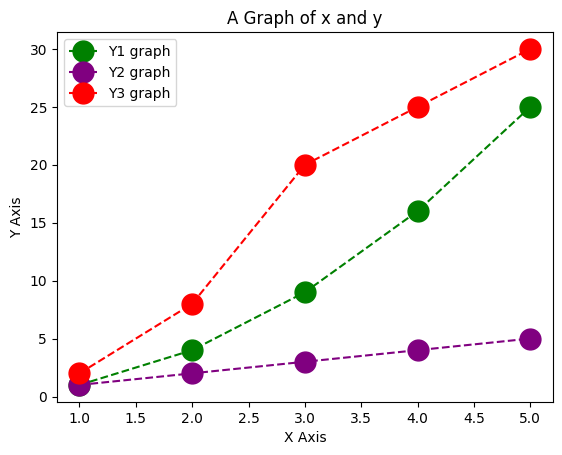 A Graph of x and y
Y1 graph
Y2 graph
Y3 graph
Y Axis
30
25
20
15
10
5
0
1.0 1.5 2.0 2.5 3.0 3.5 4.0 4.5 5.0
X Axis